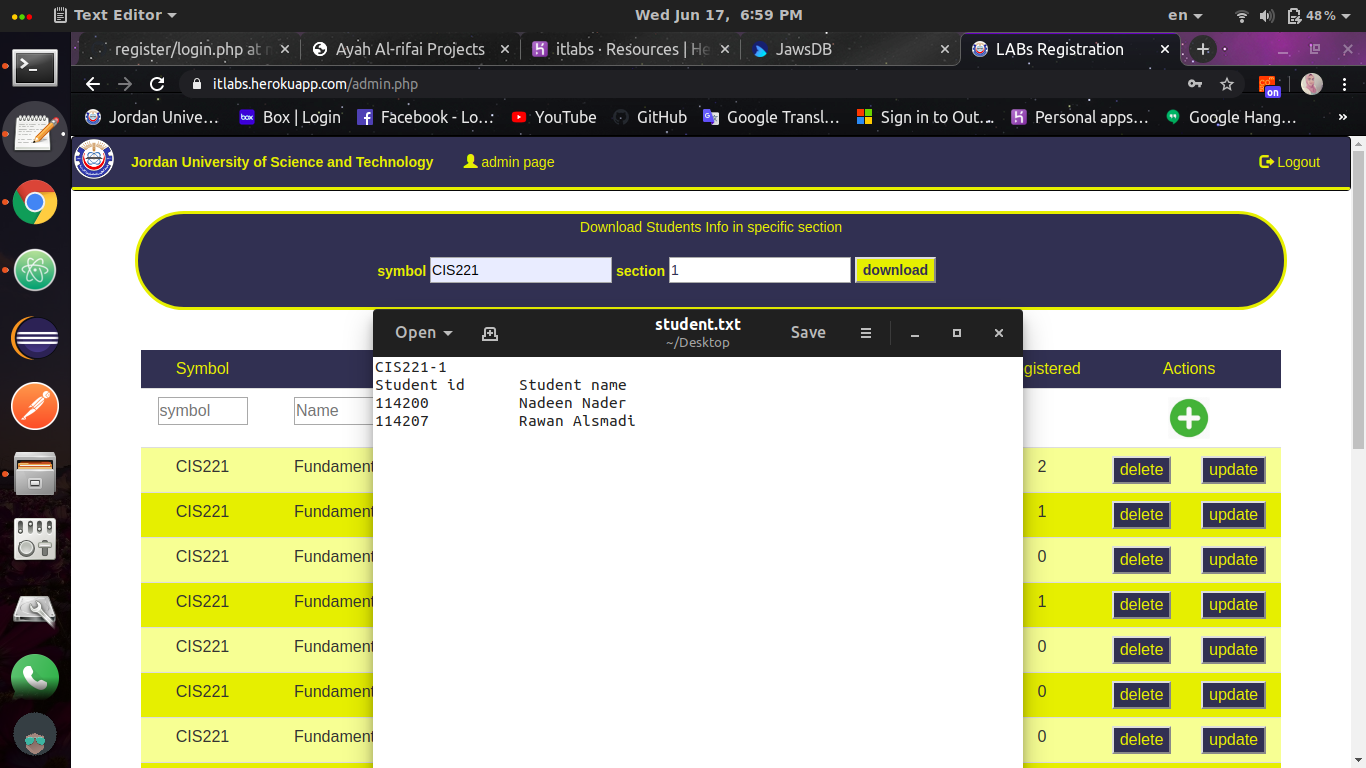 Text Editor
Wed Jun 17, 6:59 PM
en
48%
register/login.php at m
Ayah Al-rifai Projects
itlabs · Resources | He
JawsDB
LABs Registration
itlabs.herokuapp.com/admin.php
on
Jordan Unive…
Box | Login
Facebook - Lo…
YouTube
GitHub
Google Transl…
Sign in to Out…
Personal apps…
Google Hang…
»
Jordan University of Science and Technology
admin page
Logout
Download Students Info in specific section
symbol CIS221 section 1 download
Open
student.txt
~/Desktop
Save
CIS221-1
Student id Student name
114200 Nadeen Nader
114207 Rawan Alsmadi
Symbol gistered Actions
symbol Name
CIS221 Fundament 2 delete update
CIS221 Fundament 1 delete update
CIS221 Fundament 0 delete update
CIS221 Fundament 1 delete update
CIS221 Fundament 0 delete update
CIS221 Fundament 0 delete update
CIS221 Fundament 0 delete update